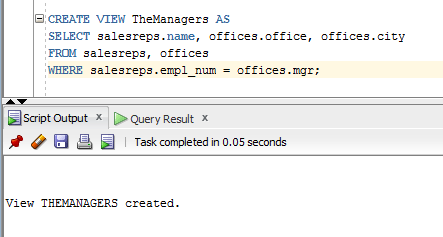 CREATE VIEW TheManagers AS
SELECT salesreps.name, offices.office, offices.city
FROM salesreps, offices
WHERE salesreps.empl_num = offices.mgr;
Script Output x Query Result x
Task completed in 0.05 seconds
View THEMANAGERS created.